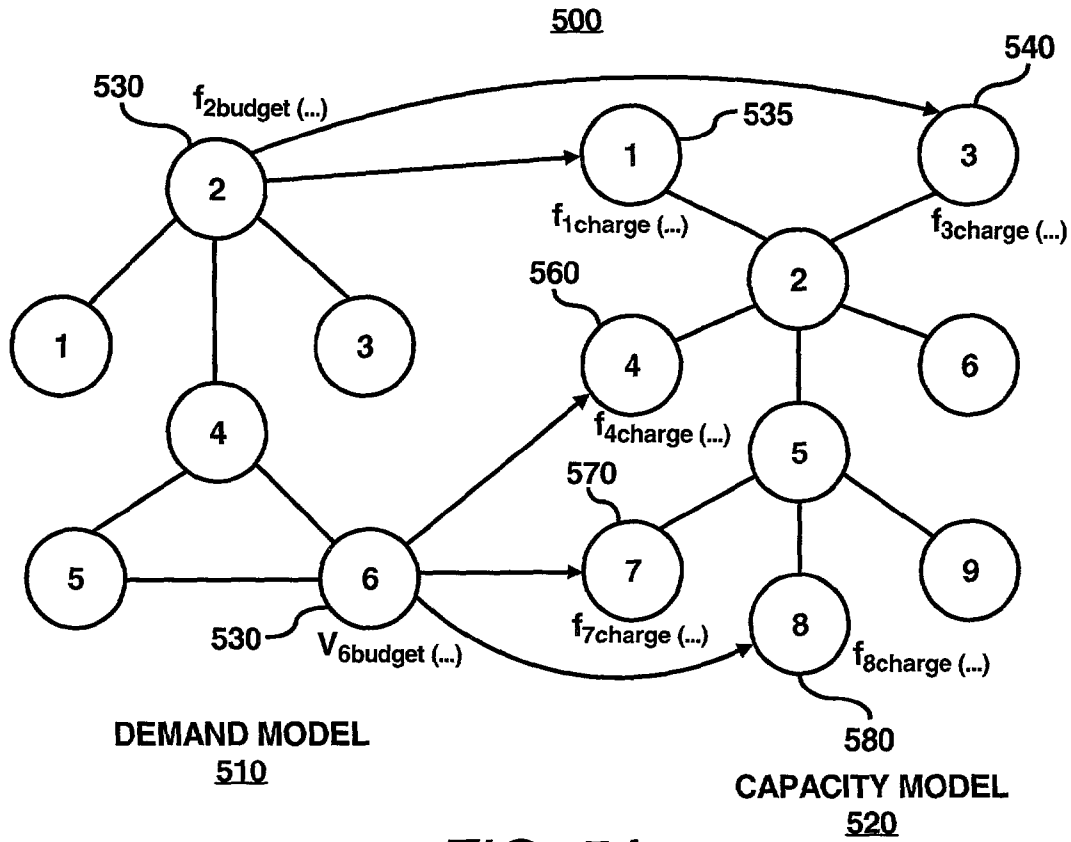 500
530
f2budget (...)
540
535
2
1
3
f1charge (...)
f3charge (...)
2
560
1
3
4
6
f4charge (...)
4
5
570
5
6
7
9
530
V6budget (...)
f7charge (...)
8
f8charge (...)
580
DEMAND MODEL
510
CAPACITY MODEL
520